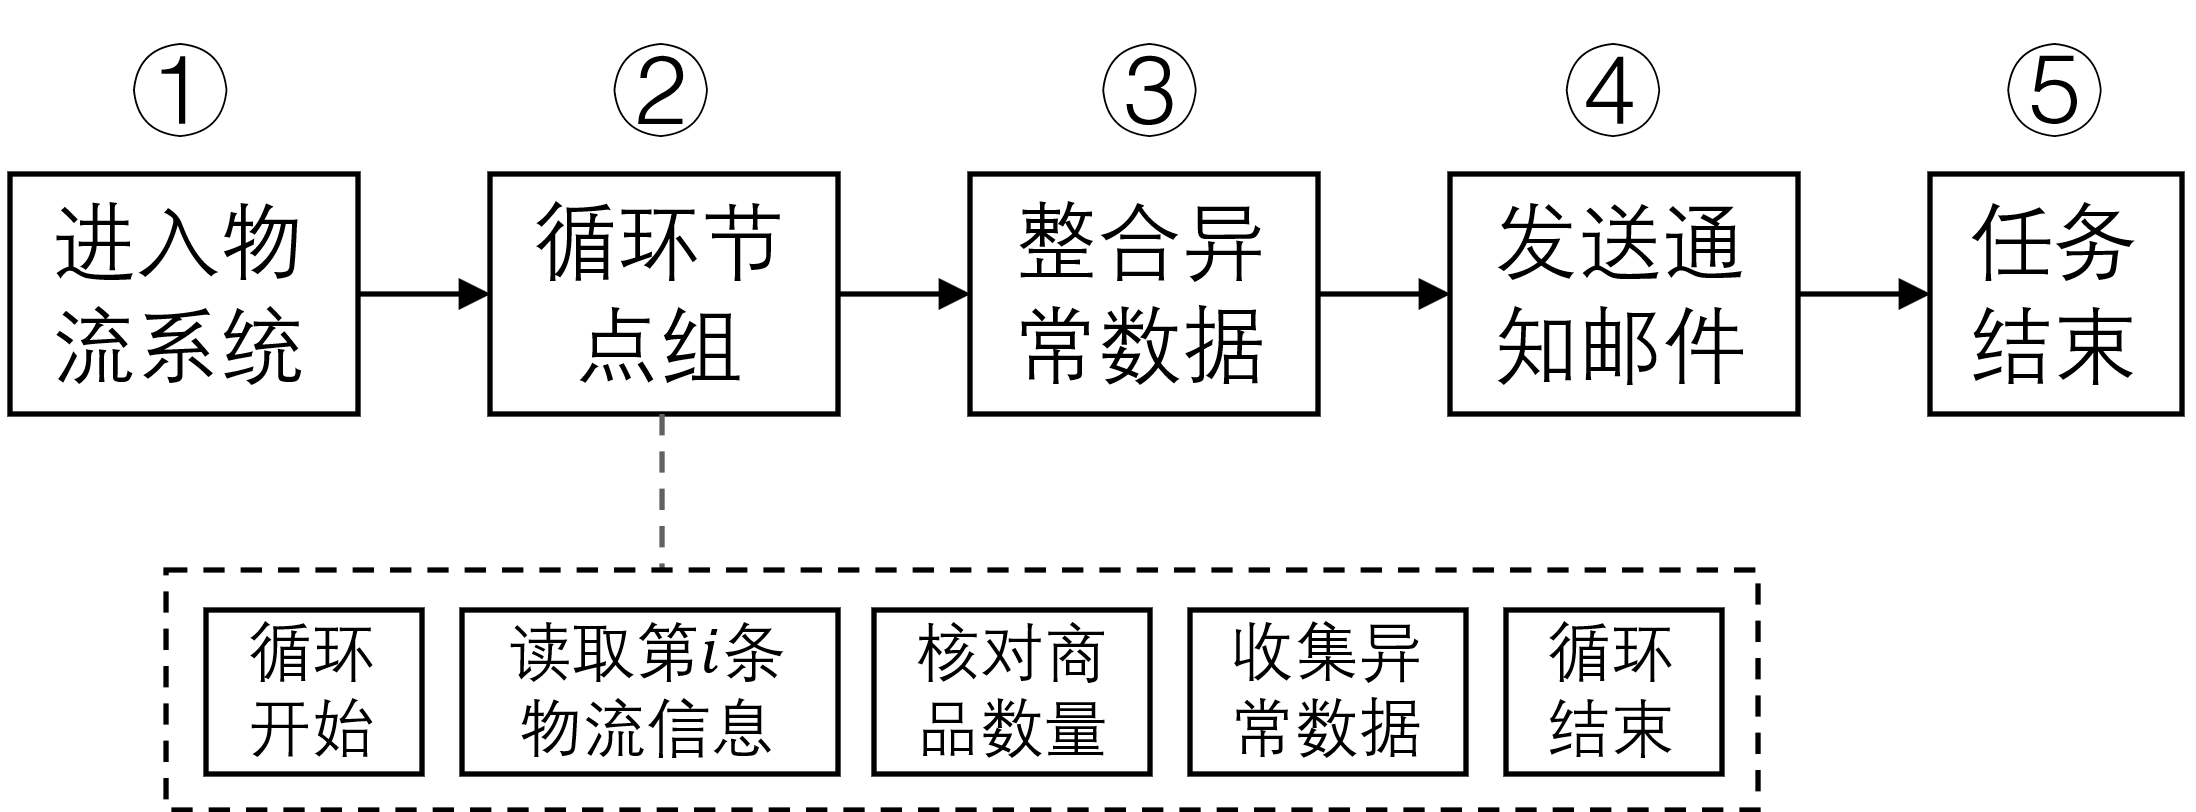 ①
②
③
④
⑤
进入物
流系统
循环节
点组
整合异
常数据
发送通
知邮件
任务
结束
循环
开始
读取第i条
物流信息
核对商
品数量
收集异
常数据
循环
结束